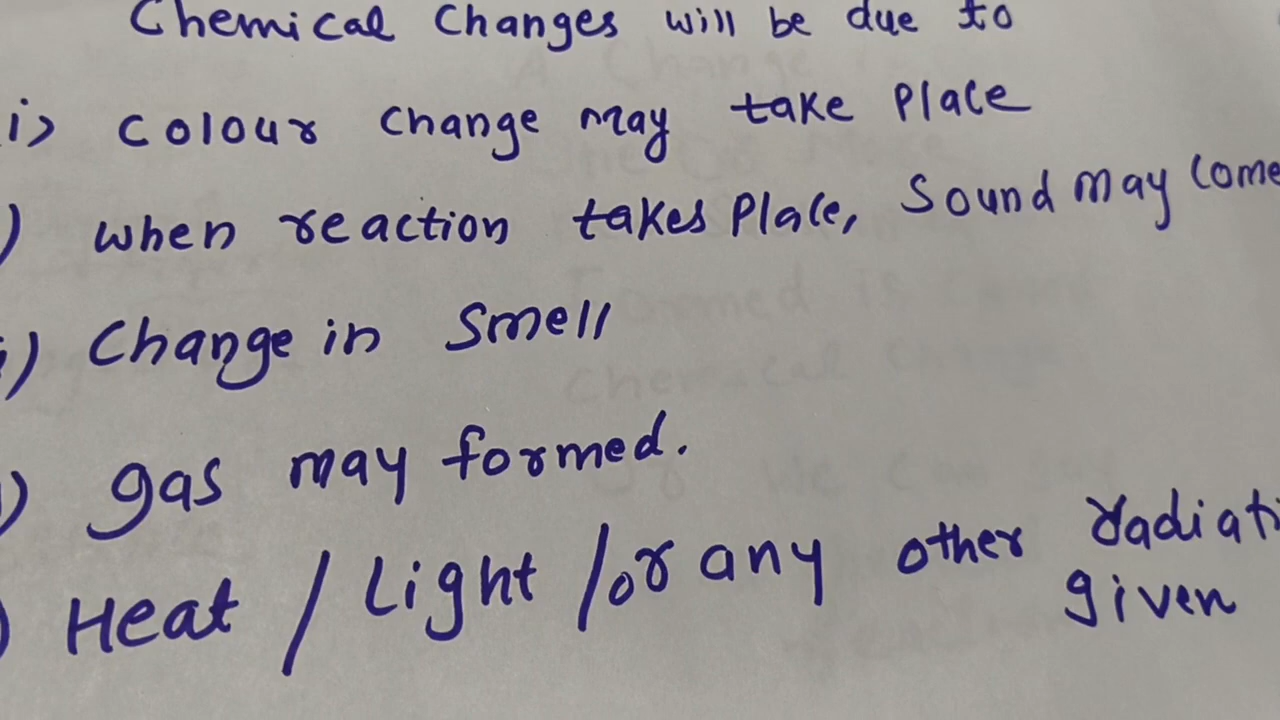 Chemical Changes will be due to
i> Colour change may take Place
) when reaction takes Place, Sound may Come
i) Change in Smell
) gas may formed.
) Heat / Light / or any other
given